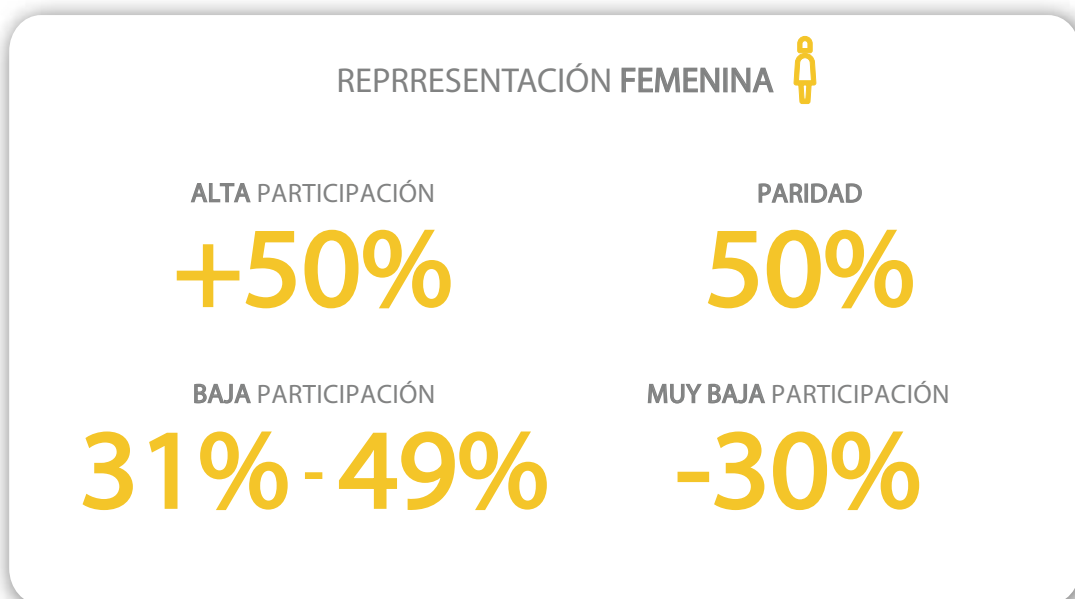 REPRRESENTACIÓN FEMENINA
ALTA PARTICIPACIÓN
+50%
PARIDAD
50%
BAJA PARTICIPACIÓN
31% - 49%
MUY BAJA PARTICIPACIÓN
-30%